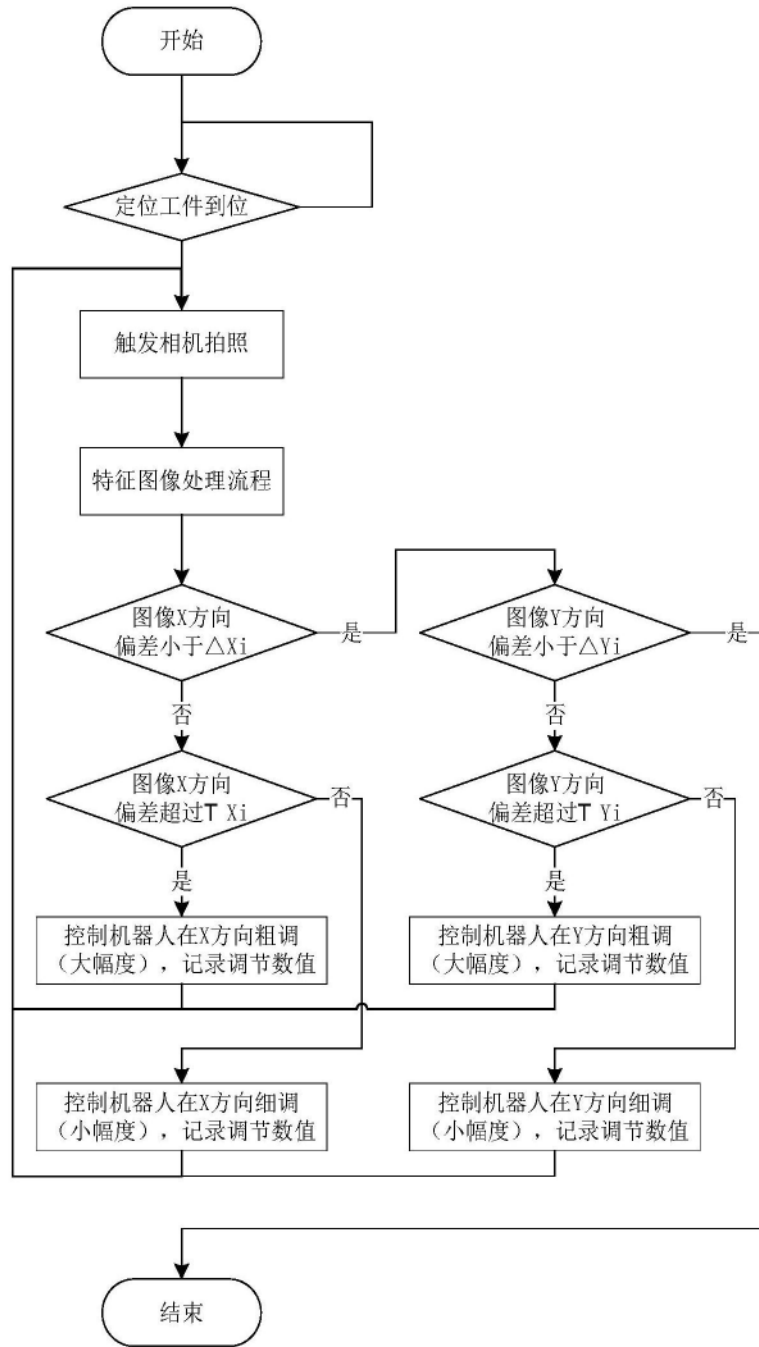 开始
定位工件到位
触发相机拍照
特征图像处理流程
图像X方向
偏差小于△Xi
是
图像Y方向
偏差小于△Yi
是
否
否
图像X方向
偏差超过T Xi
否
图像Y方向
偏差超过T Yi
否
是
是
控制机器人在X方向粗调
（大幅度），记录调节数值
控制机器人在Y方向粗调
（大幅度），记录调节数值
控制机器人在X方向细调
（小幅度），记录调节数值
控制机器人在Y方向细调
（小幅度），记录调节数值
结束